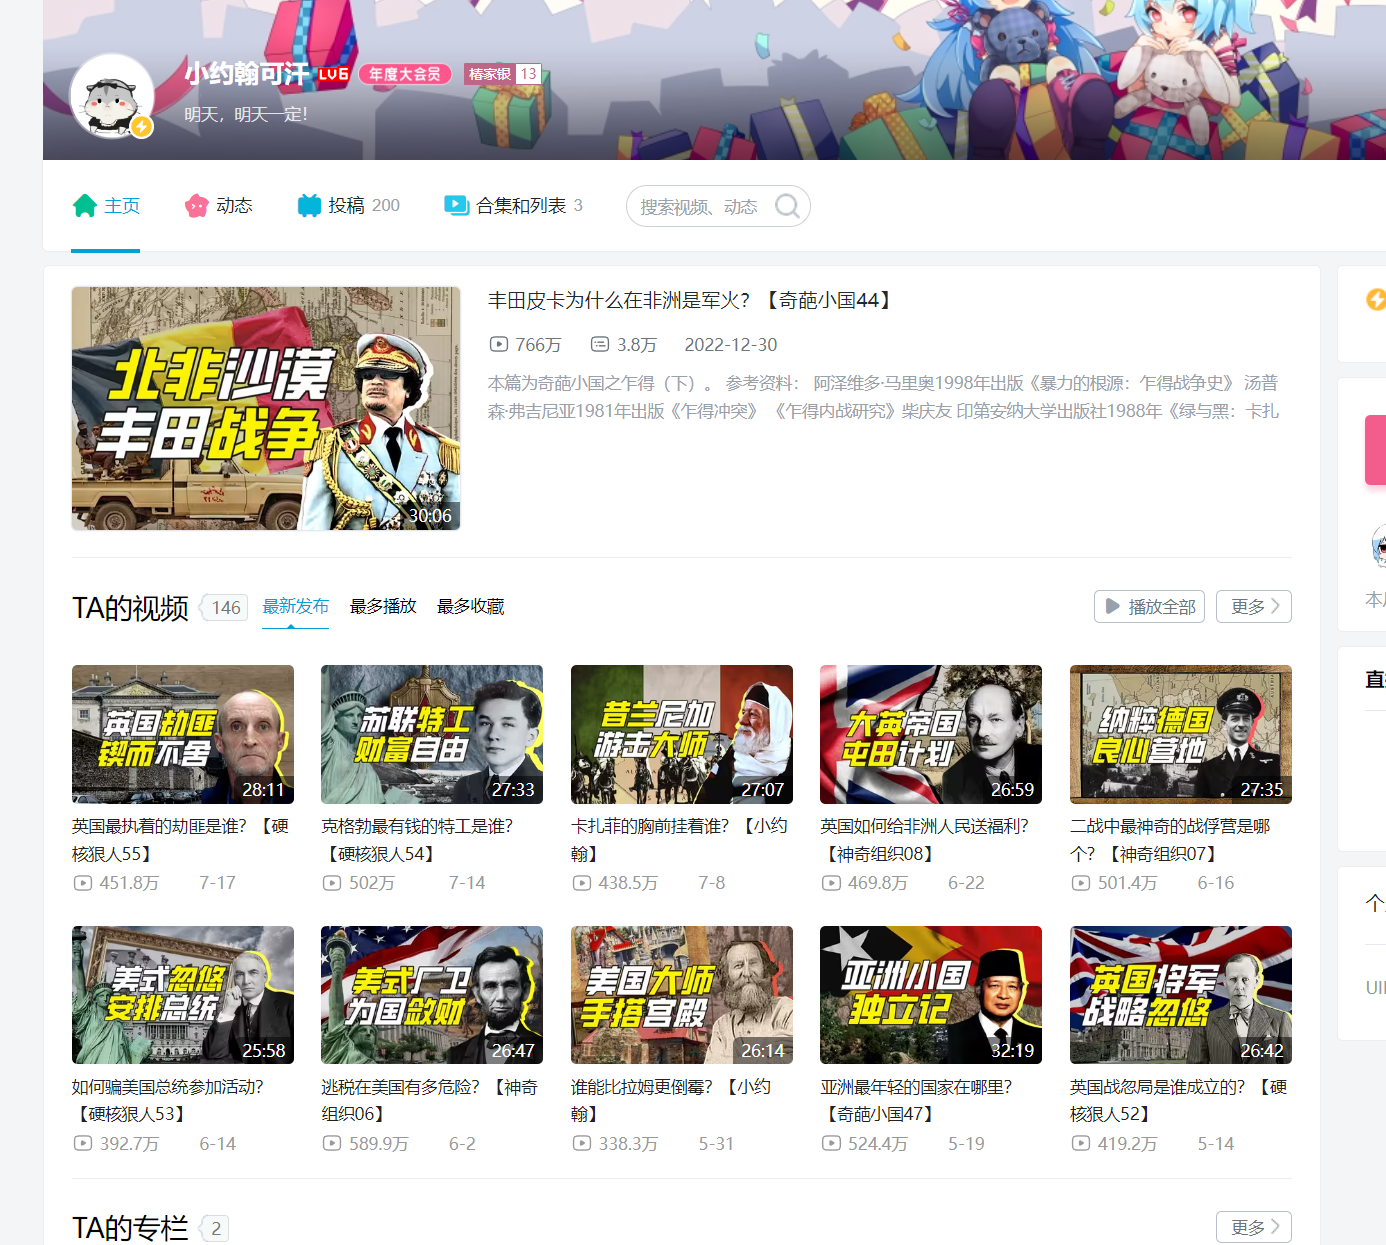 小约翰可汗 LV6 年度大会员 椿家银 13
明天，明天一定！
主页 动态 投稿 200 合集和列表 3 搜索视频、动态
北非沙漠
丰田战争
30:06
丰田皮卡为什么在非洲是军火？【奇葩小国44】
766万 3.8万 2022-12-30
本篇为奇葩小国之乍得（下）。 参考资料： 阿泽维多·马里奥1998年出版《暴力的根源：乍得战争史》 汤普
森·弗吉尼亚1981年出版《乍得冲突》 《乍得内战研究》柴庆友 印第安纳大学出版社1988年《绿与黑：卡扎
本
TA的视频 146 最新发布 最多播放 最多收藏 播放全部 更多
直
英国劫匪
锲而不舍
28:11
苏联特工
财富自由
27:33
昔兰尼加
游击大师
27:07
大英帝国
屯田计划
26:59
纳粹德国
良心营地
27:35
英国最执着的劫匪是谁？【硬
核狠人55】
451.8万 7-17
克格勃最有钱的特工是谁？
【硬核狠人54】
502万 7-14
卡扎菲的胸前挂着谁？【小约
翰】
438.5万 7-8
英国如何给非洲人民送福利？
【神奇组织08】
469.8万 6-22
二战中最神奇的战俘营是哪
个？【神奇组织07】
501.4万 6-16
个
UI
美式忽悠
安排总统
25:58
美式厂卫
为国敛财
26:47
美国大师
手搭宫殿
26:14
亚洲小国
独立记
32:19
英国将军
战略忽悠
26:42
如何骗美国总统参加活动？
【硬核狠人53】
392.7万 6-14
逃税在美国有多危险？【神奇
组织06】
589.9万 6-2
谁能比拉姆更倒霉？【小约
翰】
338.3万 5-31
亚洲最年轻的国家在哪里？
【奇葩小国47】
524.4万 5-19
英国战忽局是谁成立的？【硬
核狠人52】
419.2万 5-14
TA的专栏 2 更多